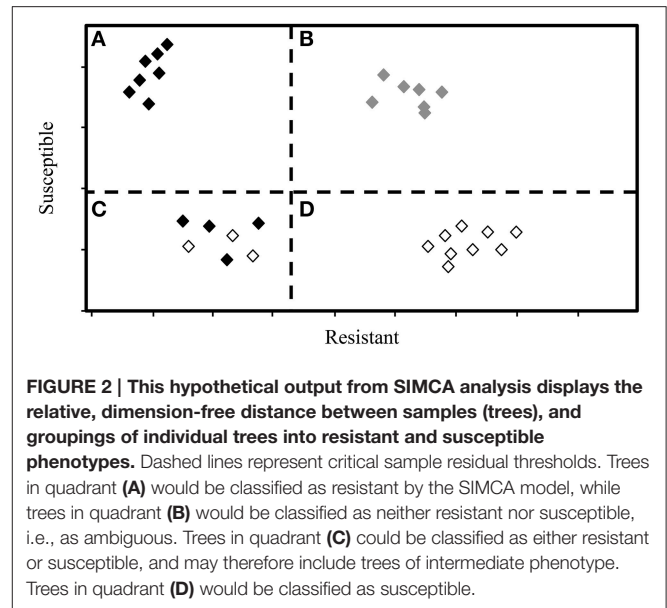 A
B
Susceptible
C
D
Resistant
FIGURE 2 | This hypothetical output from SIMCA analysis displays the
relative, dimension-free distance between samples (trees), and
groupings of individual trees into resistant and susceptible
phenotypes. Dashed lines represent critical sample residual thresholds. Trees
in quadrant (A) would be classified as resistant by the SIMCA model, while
trees in quadrant (B) would be classified as neither resistant nor susceptible,
i.e., as ambiguous. Trees in quadrant (C) could be classified as either resistant
or susceptible, and may therefore include trees of intermediate phenotype.
Trees in quadrant (D) would be classified as susceptible.